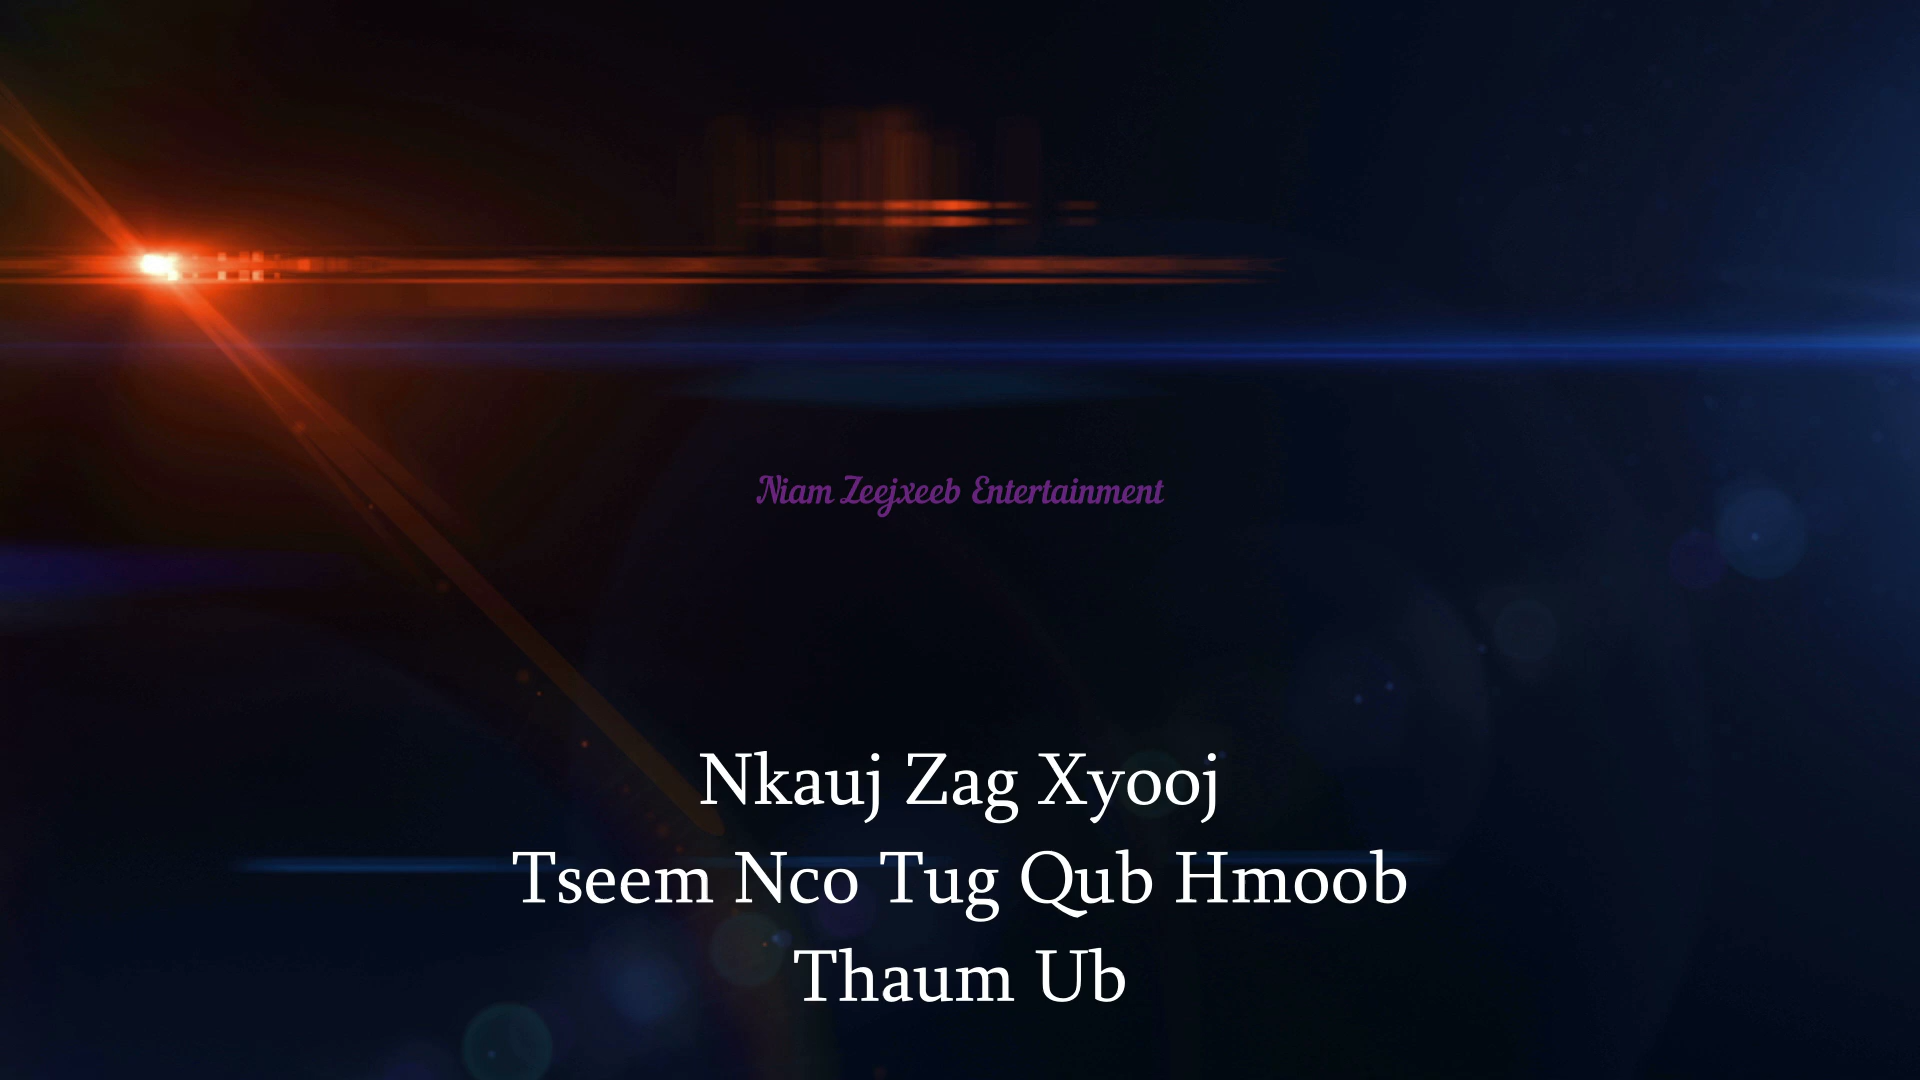 Niam Zeejxeeb Entertainment
Nkauj Zag Xyooj
Tseem Nco Tug Qub Hmoob
Thaum Ub